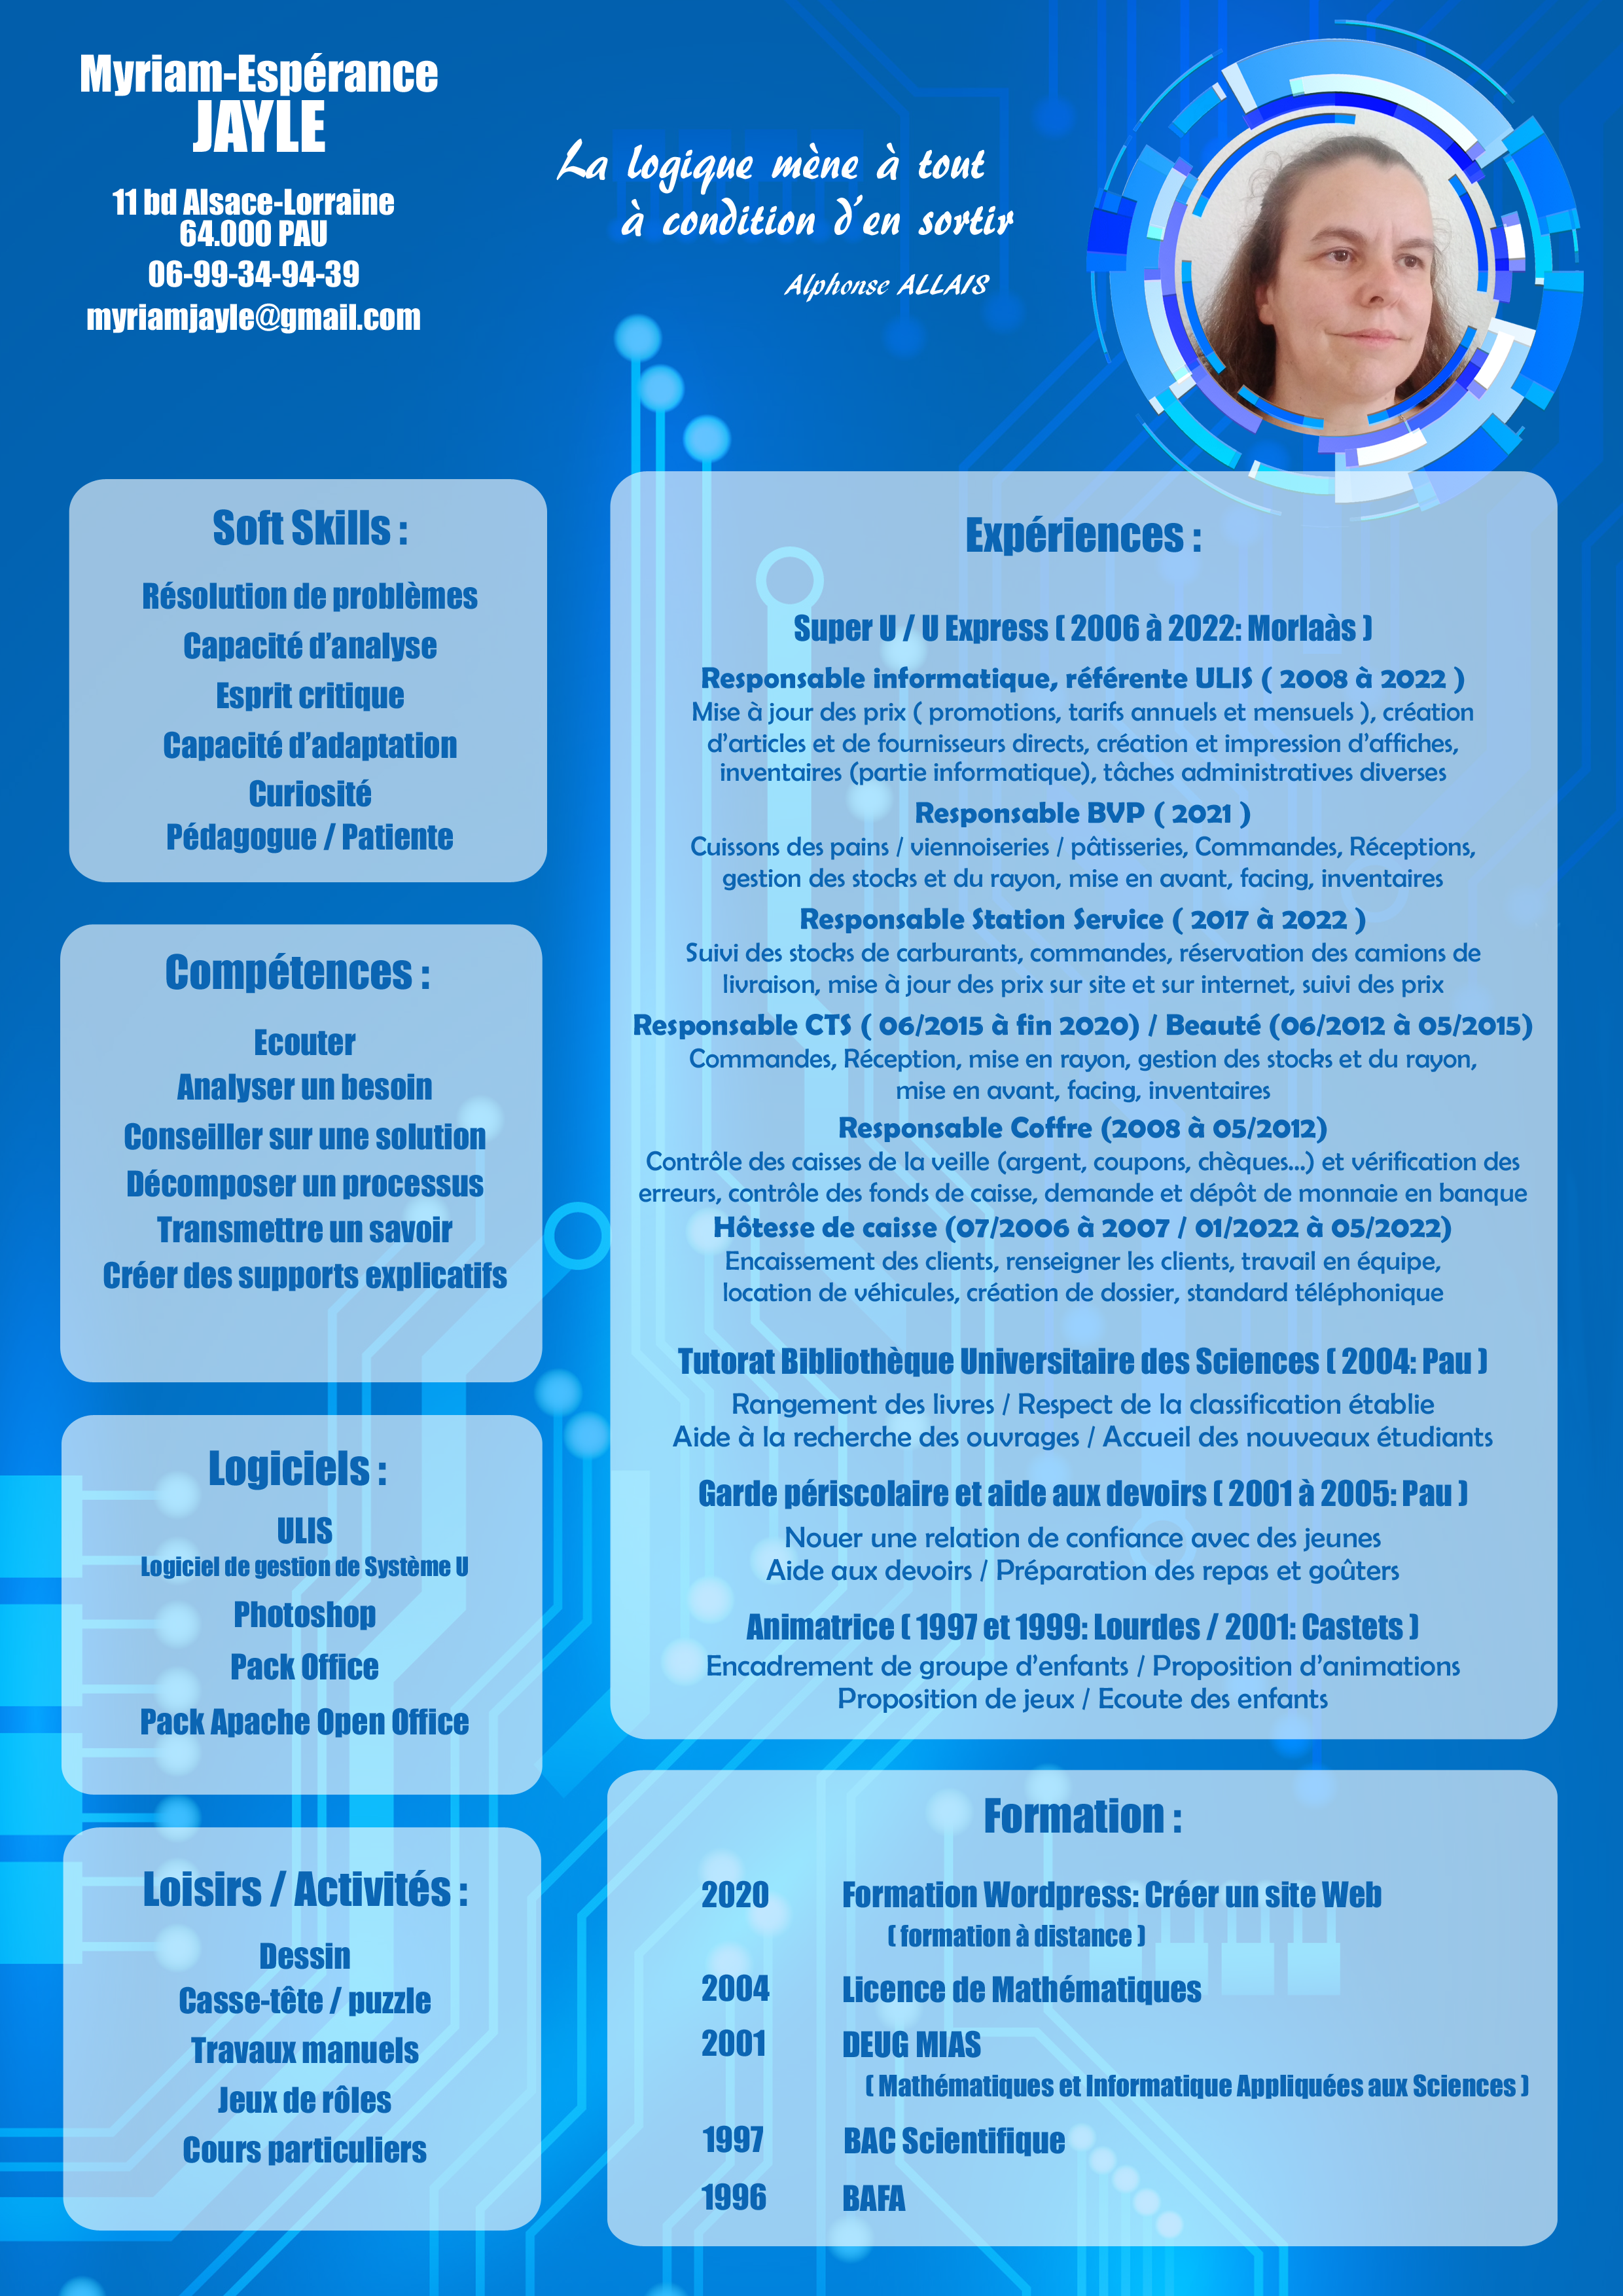 Myriam-Espérance
JAYLE
11 bd Alsace-Lorraine
64.000 PAU
06-99-34-94-39
myriamjayle@gmail.com
La logique mène à tout
à condition d’en sortir
Alphonse ALLAIS
Soft Skills :
Résolution de problèmes
Capacité d’analyse
Esprit critique
Capacité d’adaptation
Curiosité
Pédagogue / Patiente
Compétences :
Ecouter
Analyser un besoin
Conseiller sur une solution
Décomposer un processus
Transmettre un savoir
Créer des supports explicatifs
Logiciels :
ULIS
Logiciel de gestion de Système U
Photoshop
Pack Office
Pack Apache Open Office
Loisirs / Activités :
Dessin
Casse-tête / puzzle
Travaux manuels
Jeux de rôles
Cours particuliers
Expériences :
Super U / U Express ( 2006 à 2022: Morlaàs )
Responsable informatique, référente ULIS ( 2008 à 2022 )
Mise à jour des prix ( promotions, tarifs annuels et mensuels ), création
d’articles et de fournisseurs directs, création et impression d’affiches,
inventaires (partie informatique), tâches administratives diverses
Responsable BVP ( 2021 )
Cuissons des pains / viennoiseries / pâtisseries, Commandes, Réceptions,
gestion des stocks et du rayon, mise en avant, facing, inventaires
Responsable Station Service ( 2017 à 2022 )
Suivi des stocks de carburants, commandes, réservation des camions de
livraison, mise à jour des prix sur site et sur internet, suivi des prix
Responsable CTS ( 06/2015 à fin 2020) / Beauté (06/2012 à 05/2015)
Commandes, Réception, mise en rayon, gestion des stocks et du rayon,
mise en avant, facing, inventaires
Responsable Coffre (2008 à 05/2012)
Contrôle des caisses de la veille (argent, coupons, chèques...) et vérification des
erreurs, contrôle des fonds de caisse, demande et dépôt de monnaie en banque
Hôtesse de caisse (07/2006 à 2007 / 01/2022 à 05/2022)
Encaissement des clients, renseigner les clients, travail en équipe,
location de véhicules, création de dossier, standard téléphonique
Tutorat Bibliothèque Universitaire des Sciences ( 2004: Pau )
Rangement des livres / Respect de la classification établie
Aide à la recherche des ouvrages / Accueil des nouveaux étudiants
Garde périscolaire et aide aux devoirs ( 2001 à 2005: Pau )
Nouer une relation de confiance avec des jeunes
Aide aux devoirs / Préparation des repas et goûters
Animatrice ( 1997 et 1999: Lourdes / 2001: Castets )
Encadrement de groupe d’enfants / Proposition d’animations
Proposition de jeux / Ecoute des enfants
Formation :
2020 Formation Wordpress: Créer un site Web
( formation à distance )
2004 Licence de Mathématiques
2001 DEUG MIAS
( Mathématiques et Informatique Appliquées aux Sciences )
1997 BAC Scientifique
1996 BAFA